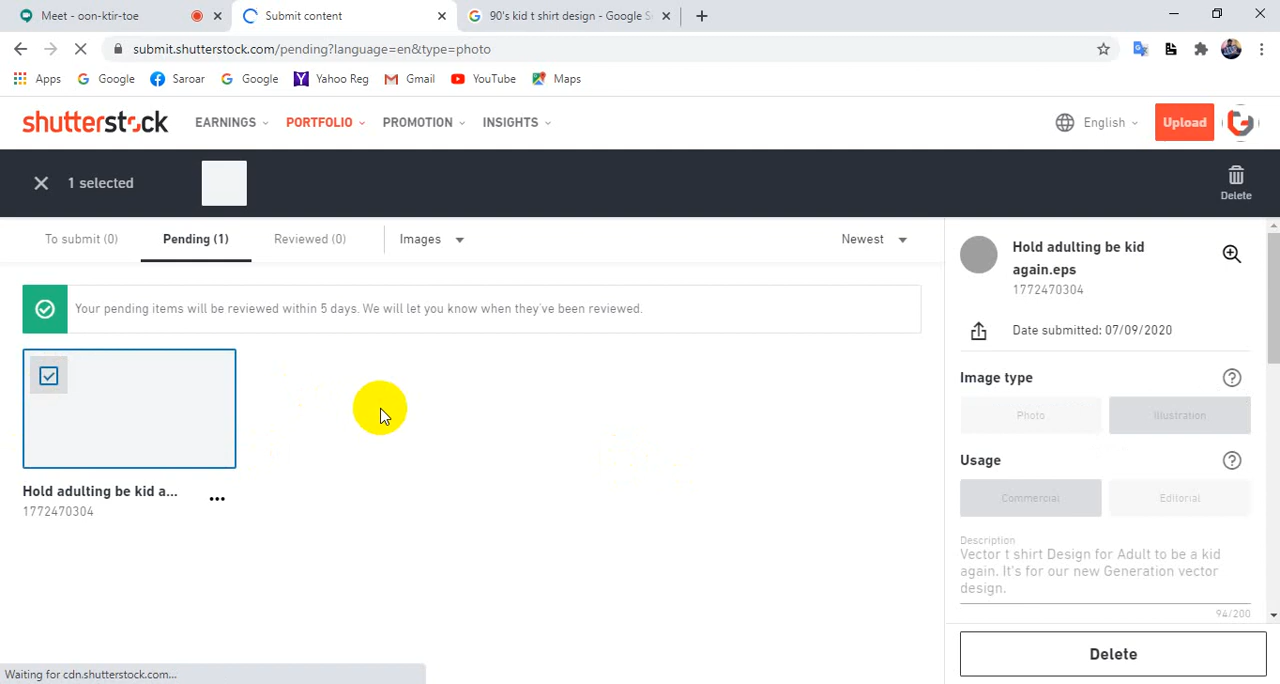 Meet - oon-ktir-toe
Submit content
90's kid t shirt design - Google S
submit.shutterstock.com/pending?language=en&type=photo
Apps
Google
Saroar
Google
Yahoo Reg
Gmail
YouTube
Maps
shutterstock
EARNINGS
PORTFOLIO
PROMOTION
INSIGHTS
English
Upload
1 selected
Delete
To submit (0)
Pending (1)
Reviewed (0)
Images
Newest
Your pending items will be reviewed within 5 days. We will let you know when they've been reviewed.
Hold adulting be kid a...
1772470304
Hold adulting be kid
again.eps
1772470304
Date submitted: 07/09/2020
Image type
Photo
Illustration
Usage
Commercial
Editorial
Description
Vector t shirt Design for Adult to be a kid
again. It's for our new Generation vector
design.
94/200
Delete
Waiting for cdn.shutterstock.com...